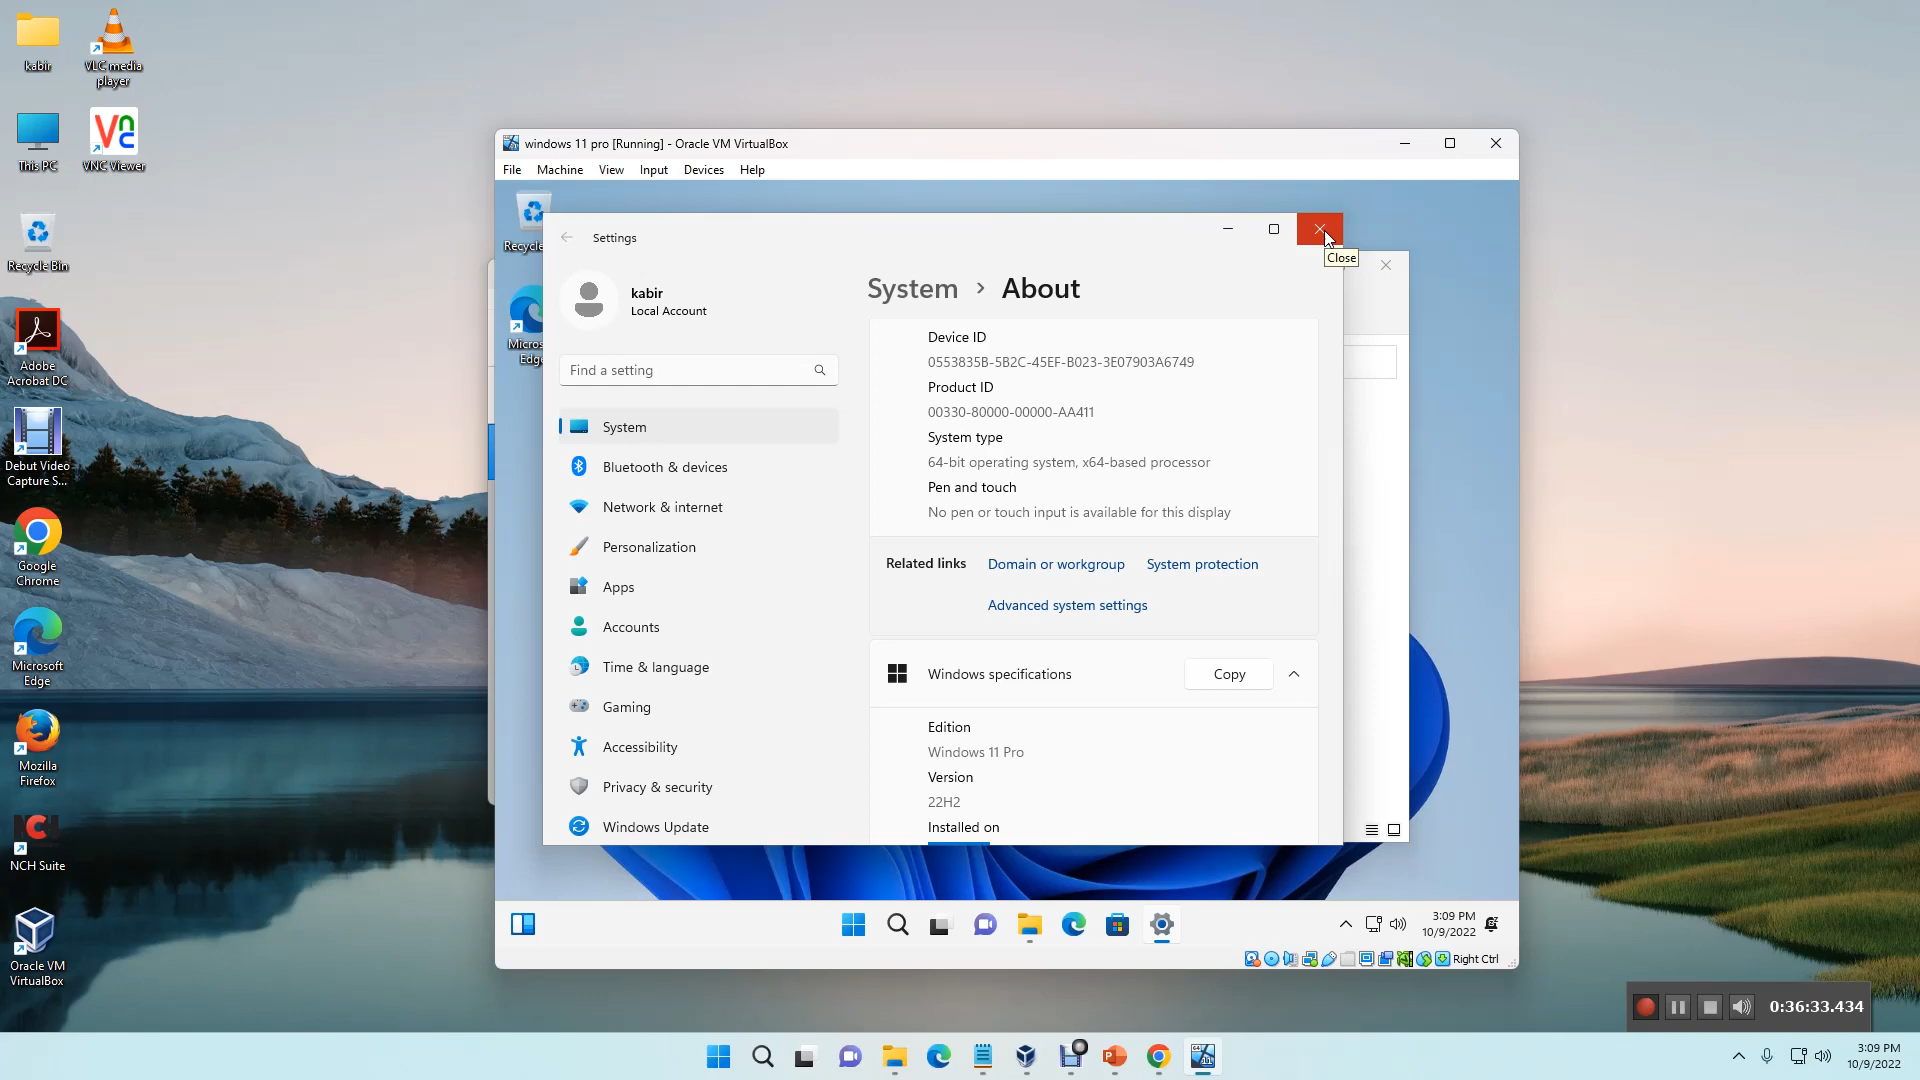 kabir
VLC media
player
This PC
VNC Viewer
Recycle Bin
Adobe
Acrobat DC
Debut Video
Capture S...
Google
Chrome
Microsoft
Edge
Mozilla
Firefox
NCH Suite
Oracle VM
VirtualBox
windows 11 pro [Running] - Oracle VM VirtualBox
File Machine View Input Devices Help
Recycle
Micros
Edge
Settings
Close
kabir
Local Account
Find a setting
System
Bluetooth & devices
Network & internet
Personalization
Apps
Accounts
Time & language
Gaming
Accessibility
Privacy & security
Windows Update
System > About
Device ID
0553835B-5B2C-45EF-B023-3E07903A6749
Product ID
00330-80000-00000-AA411
System type
64-bit operating system, x64-based processor
Pen and touch
No pen or touch input is available for this display
Related links Domain or workgroup System protection
Advanced system settings
Windows specifications Copy
Edition
Windows 11 Pro
Version
22H2
Installed on
3:09 PM
10/9/2022
Right Ctrl
0:36:33.434
3:09 PM
10/9/2022